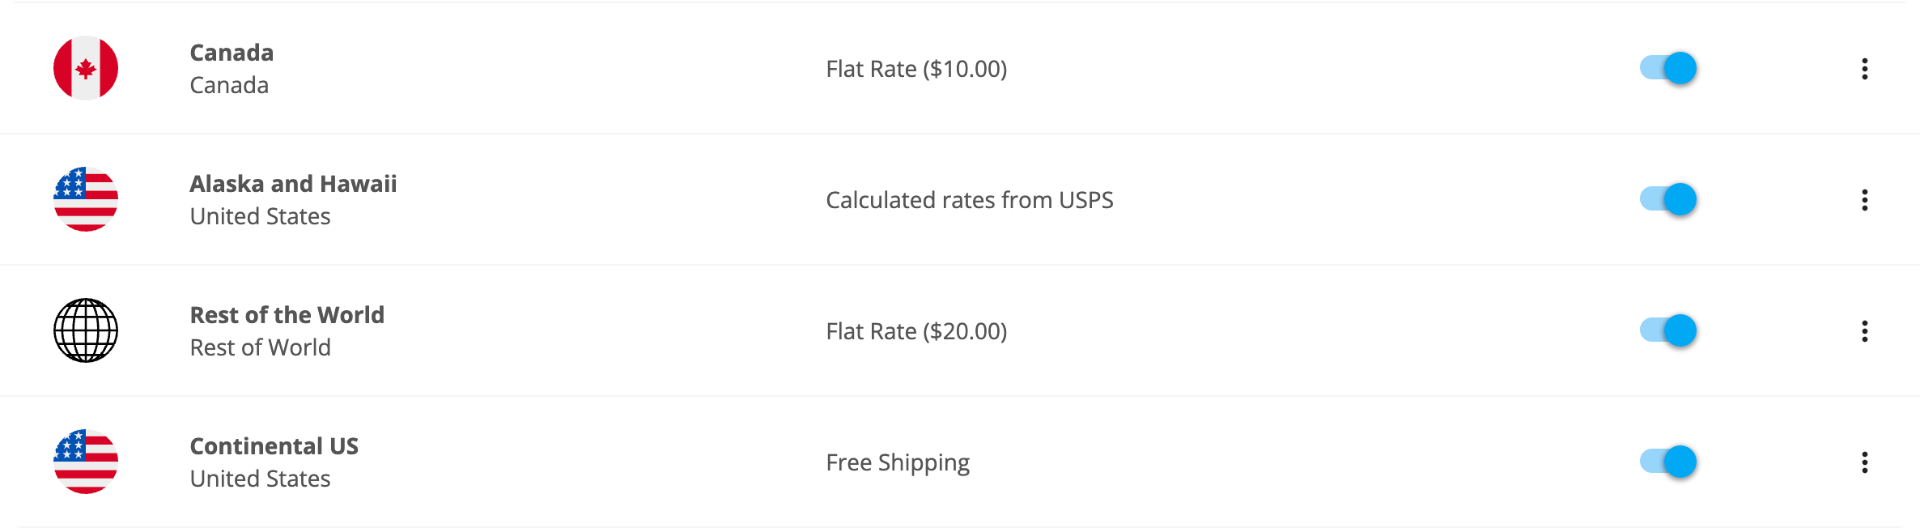 Canada
Canada
Flat Rate ($10.00)
Alaska and Hawaii
United States
Calculated rates from USPS
Rest of the World
Rest of World
Flat Rate ($20.00)
Continental US
United States
Free Shipping